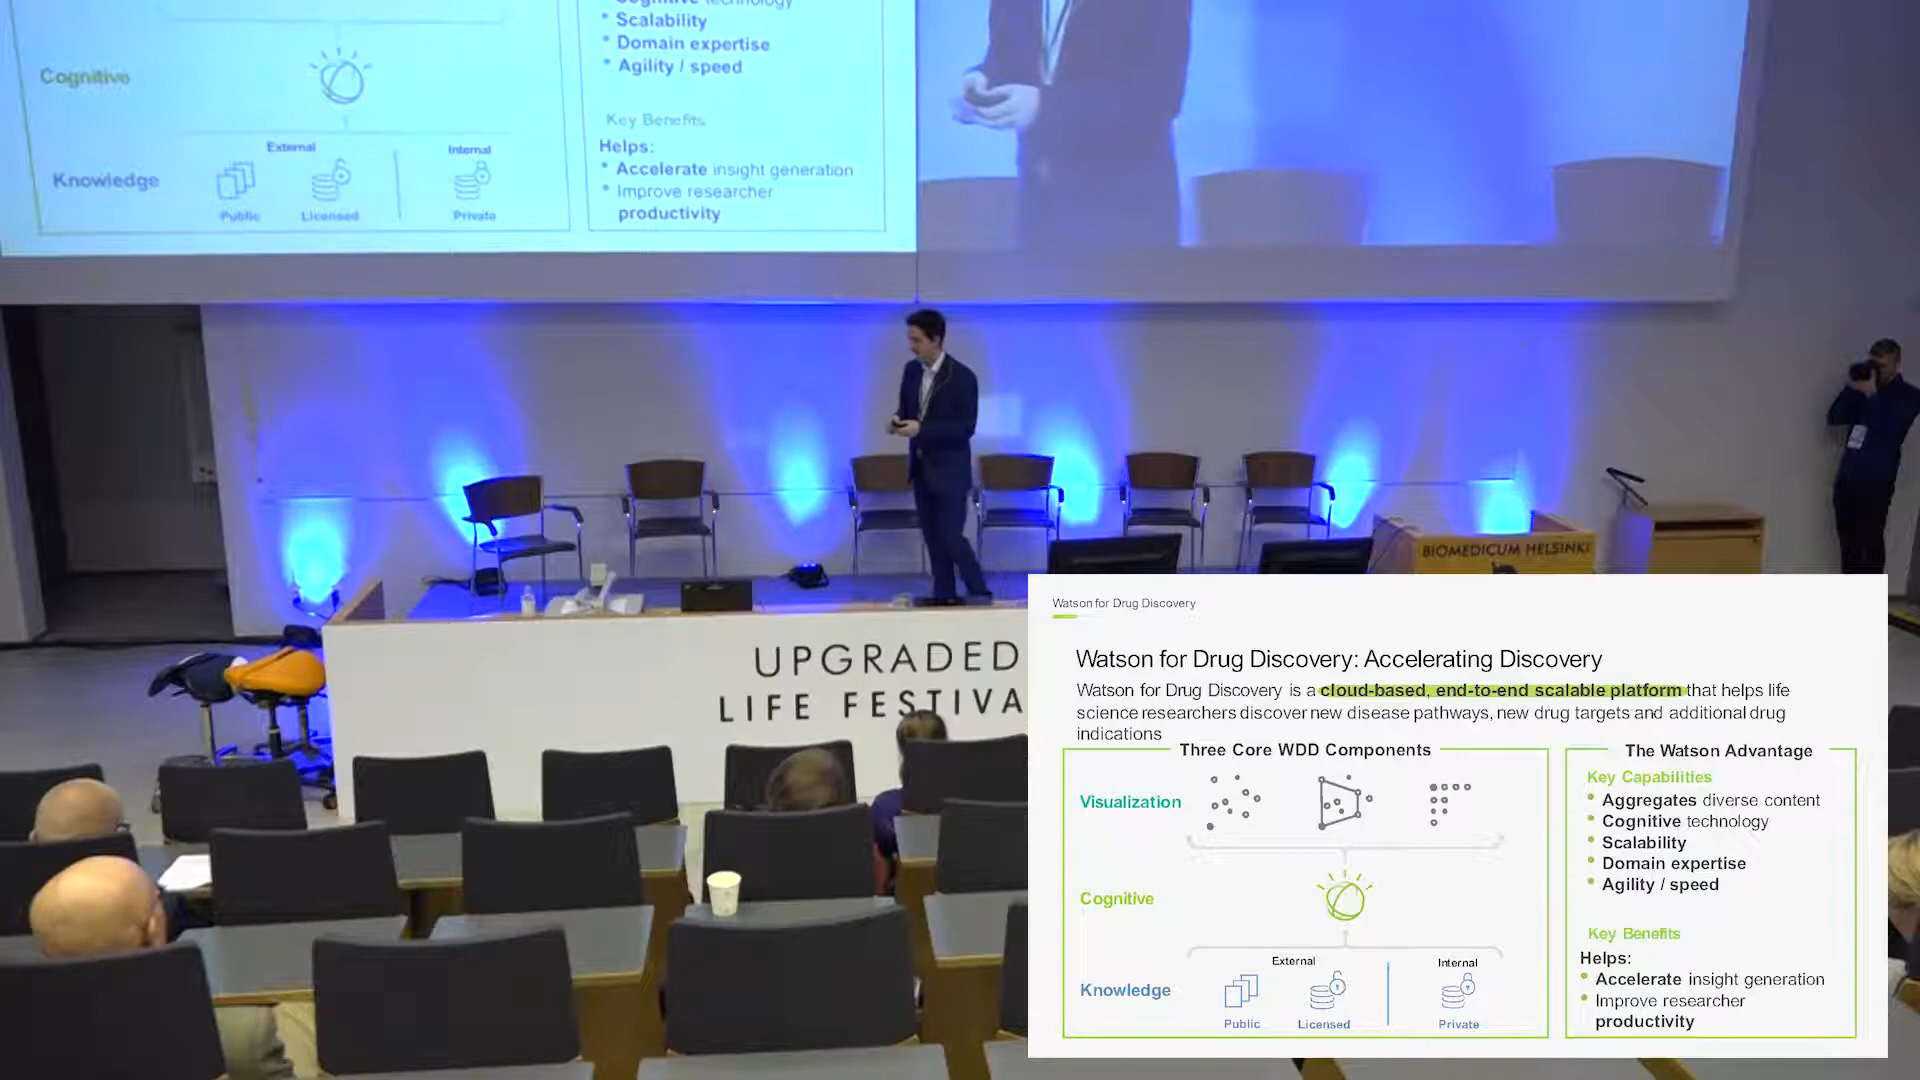 Cognitive technology
Scalability
Domain expertise
Agility / speed
Cognitive
Key Benefits
External
Internal
Helps:
Accelerate insight generation
Knowledge
Improve researcher
productivity
Public
Licensed
Private
BIOMEDICUM HELSINKI
UPGRADED
LIFE FESTIVA
Watson for Drug Discovery
Watson for Drug Discovery: Accelerating Discovery
Watson for Drug Discovery is a cloud-based, end-to-end scalable platform that helps life
science researchers discover new disease pathways, new drug targets and additional drug
indications
Three Core WDD Components
Visualization
Cognitive
External
Internal
Knowledge
Public
Licensed
Private
The Watson Advantage
Key Capabilities
Aggregates diverse content
Cognitive technology
Scalability
Domain expertise
Agility / speed
Key Benefits
Helps:
Accelerate insight generation
Improve researcher
productivity